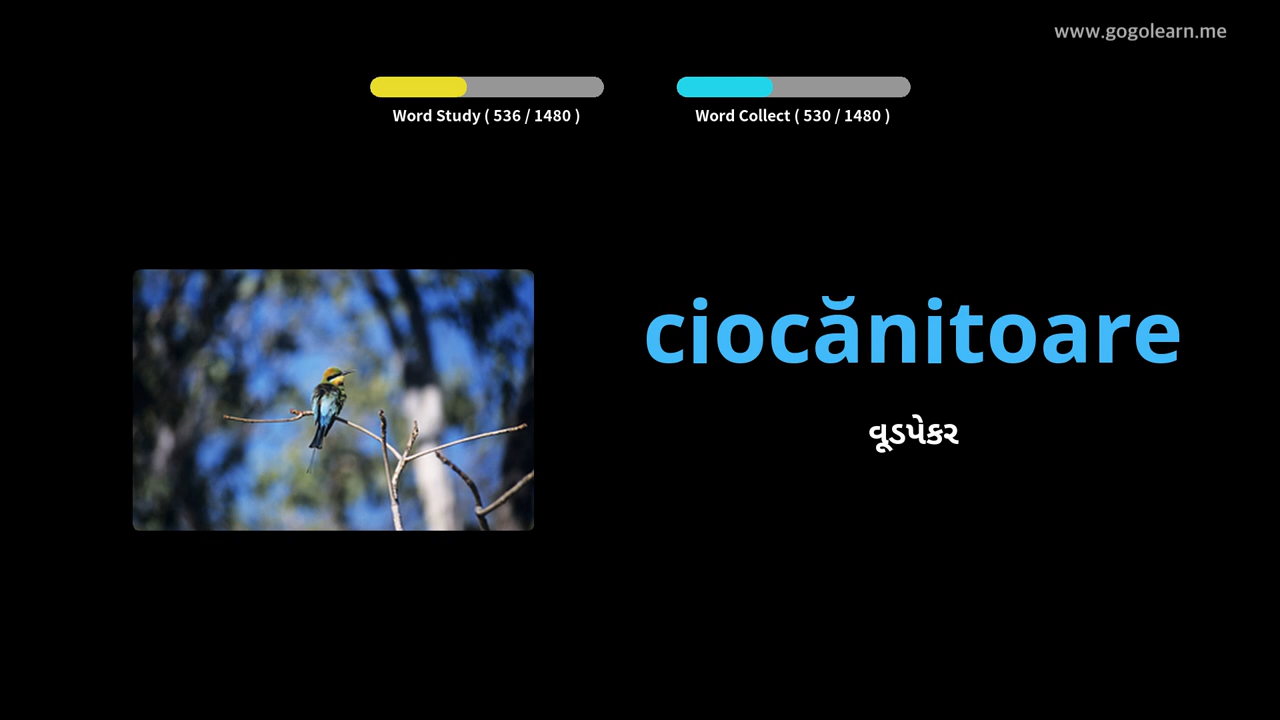 www.gogolearn.me
Word Study ( 536 / 1480 )
Word Collect ( 530 / 1480 )
ciocănitoare
વૂડપેકર